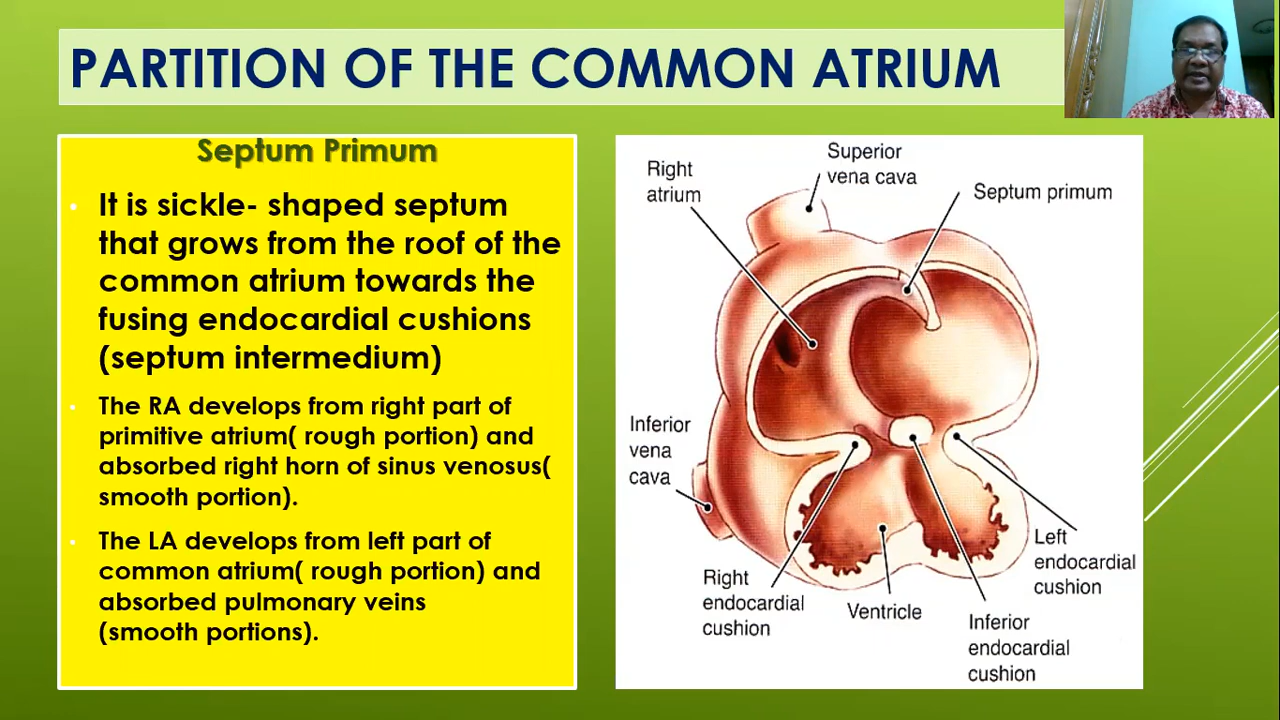 PARTITION OF THE COMMON ATRIUM
Septum Primum
• It is sickle- shaped septum
that grows from the roof of the
common atrium towards the
fusing endocardial cushions
(septum intermedium)
• The RA develops from right part of
primitive atrium( rough portion) and
absorbed right horn of sinus venosus(
smooth portion).
• The LA develops from left part of
common atrium( rough portion) and
absorbed pulmonary veins
(smooth portions).
Superior
vena cava
Right
atrium
Septum primum
Inferior
vena
cava
Left
endocardial
cushion
Right
endocardial
cushion
Ventricle
Inferior
endocardial
cushion